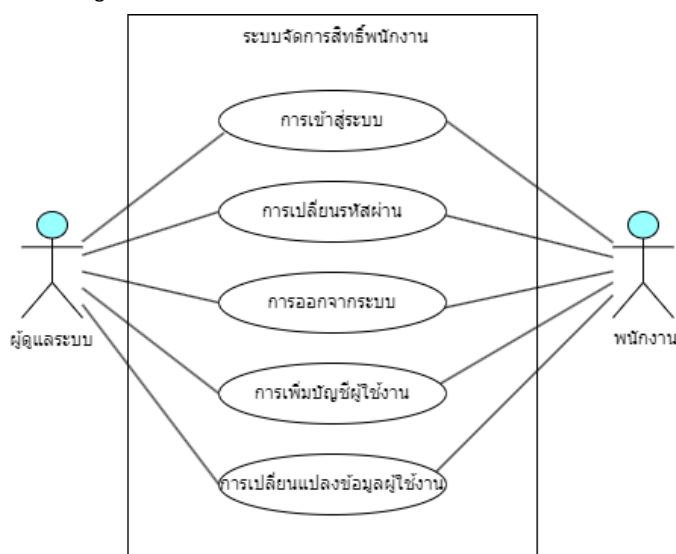 ระบบจัดการสิทธิ์พนักงาน
การเข้าสู่ระบบ
การเปลี่ยนรหัสผ่าน
การออกจากระบบ
ผู้ดูแลระบบ
พนักงาน
การเพิ่มบัญชีผู้ใช้งาน
การเปลี่ยนแปลงข้อมูลผู้ใช้งาน